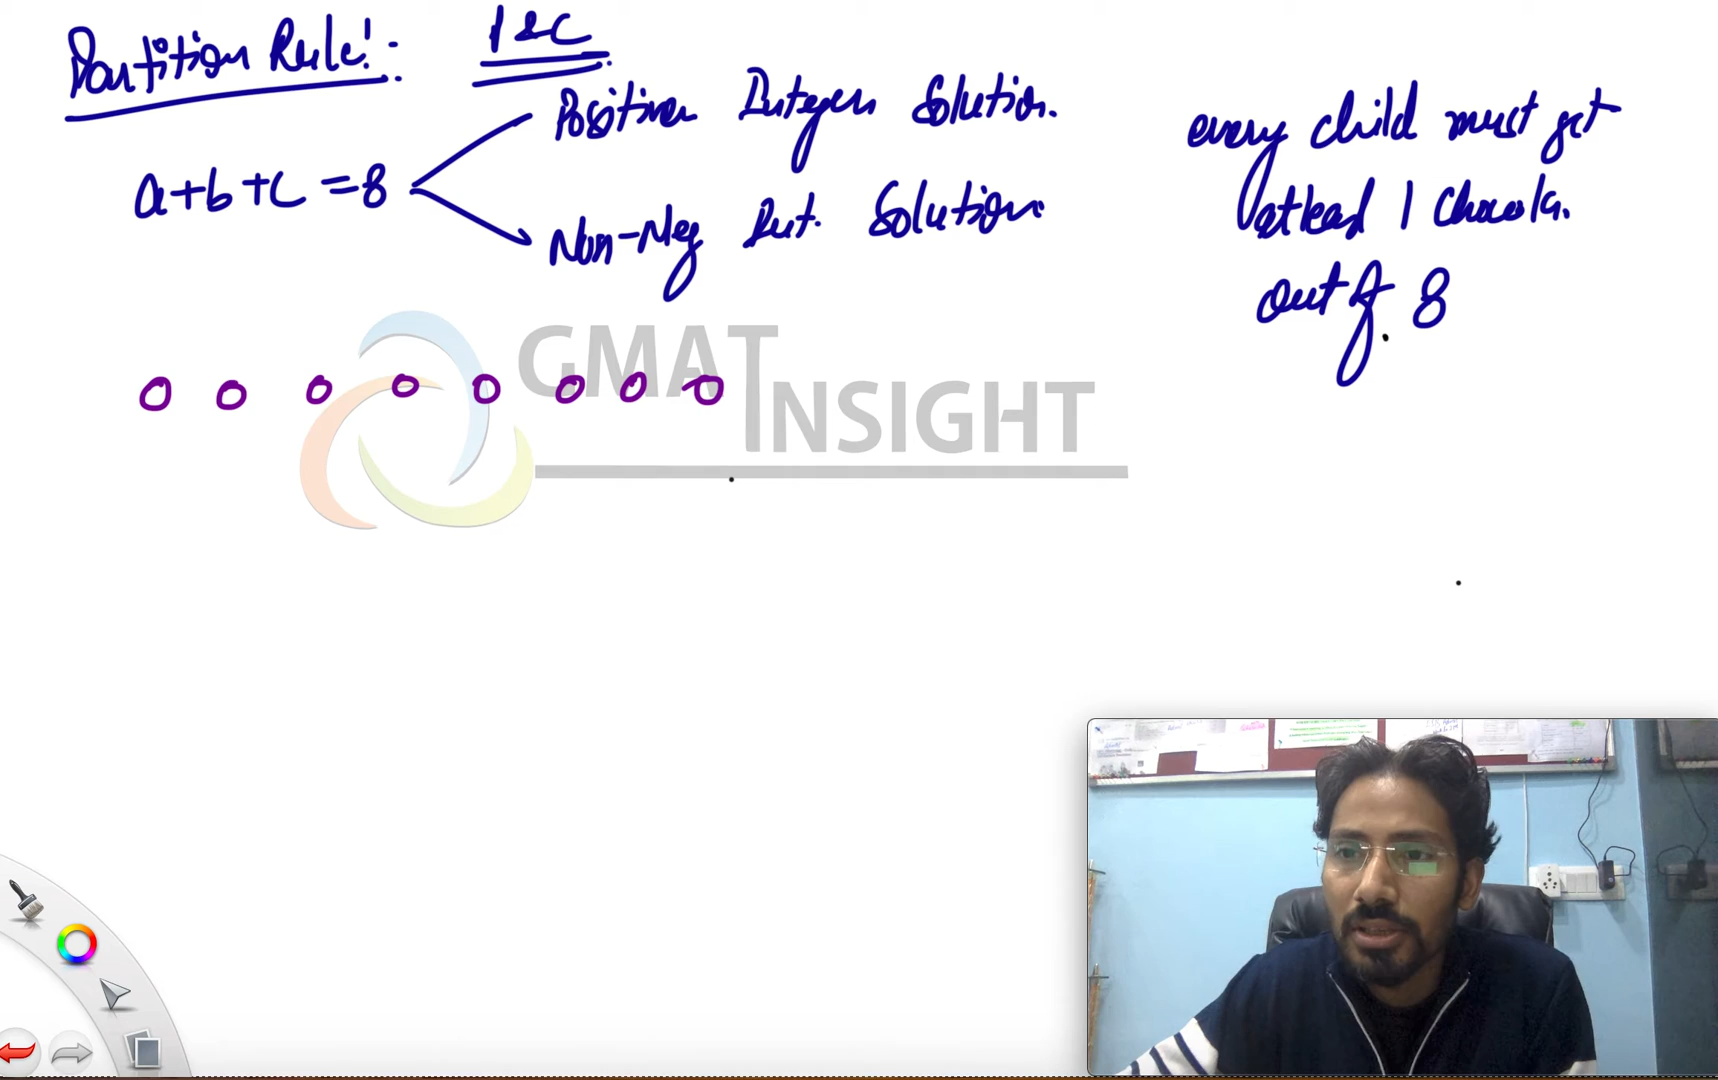 Partition Rule:-
P&C
a+b+c = 8
Positive Integer Solution.
Non-Neg Int. Solution
every child must get
atleast 1 Chocola.
out of 8
o o o o o o o o
GMAT
INSIGHT